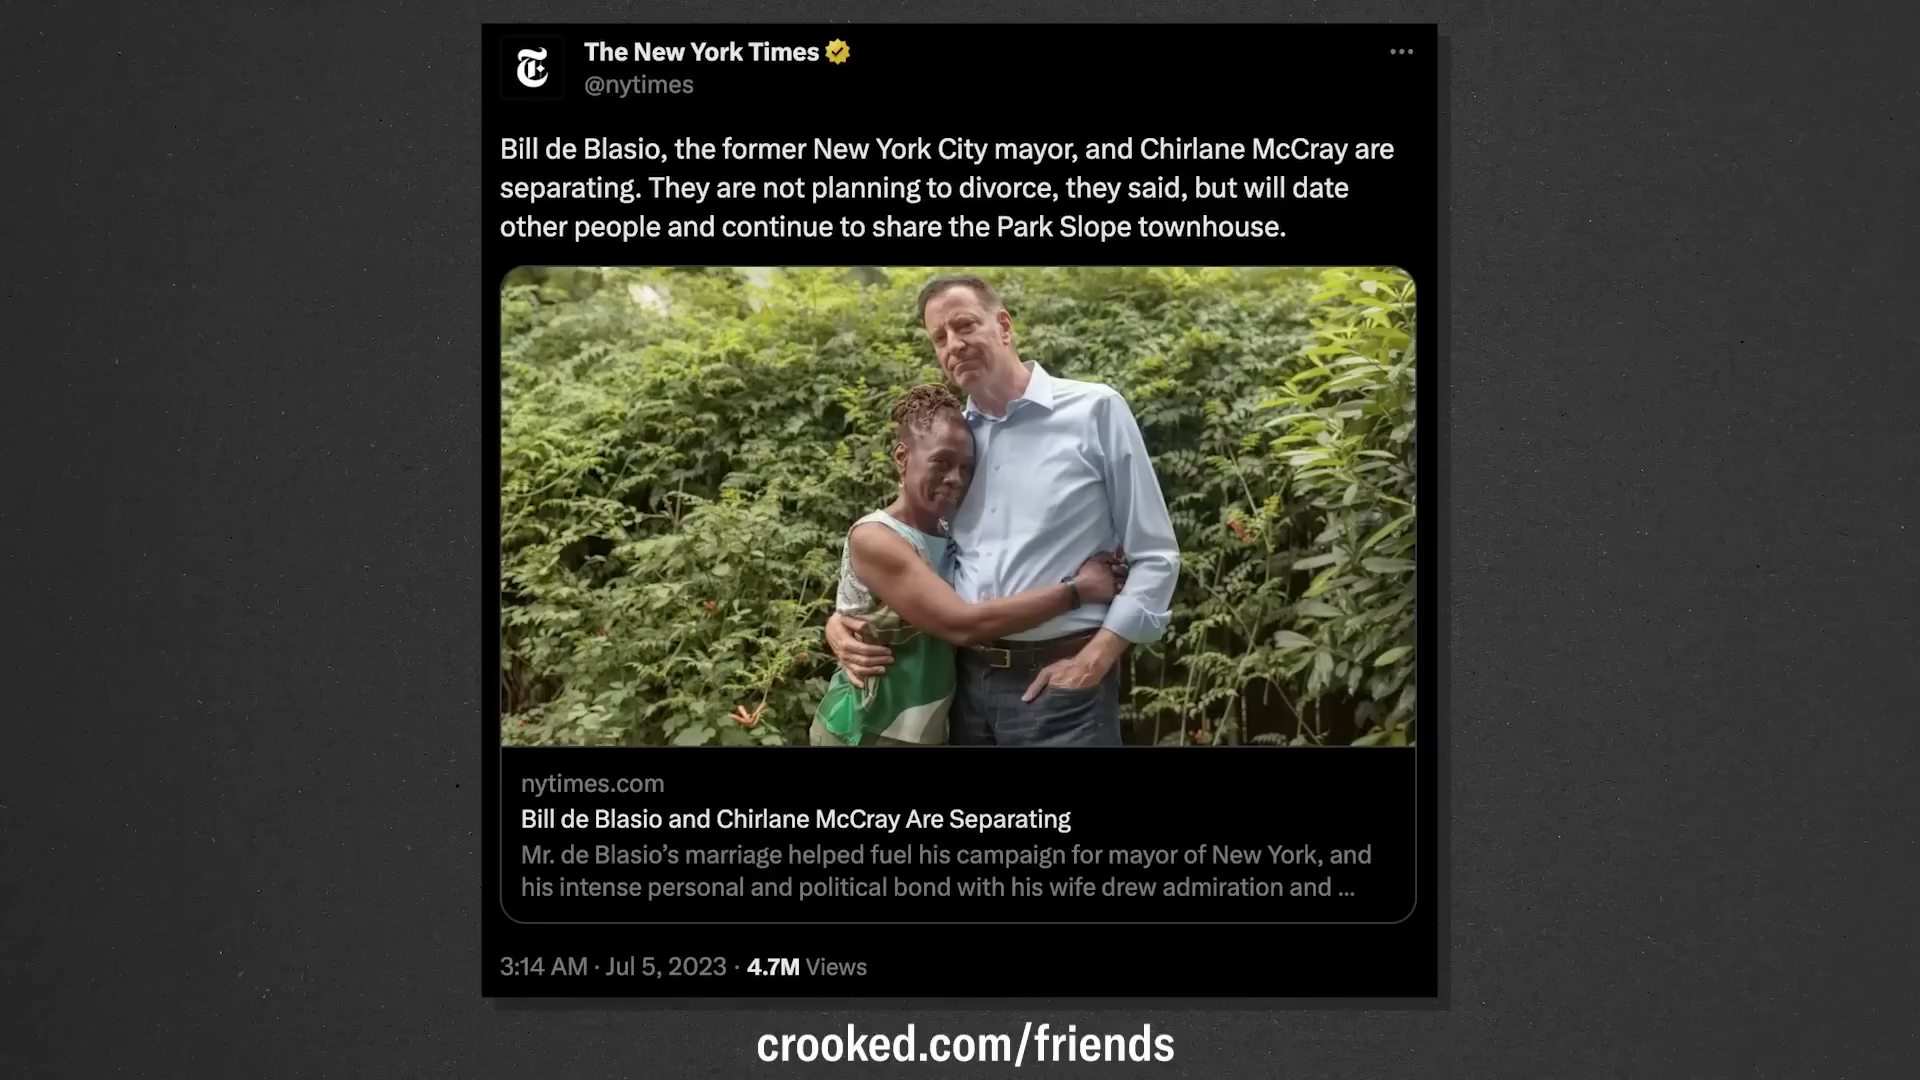 The New York Times
@nytimes
Bill de Blasio, the former New York City mayor, and Chirlane McCray are
separating. They are not planning to divorce, they said, but will date
other people and continue to share the Park Slope townhouse.
nytimes.com
Bill de Blasio and Chirlane McCray Are Separating
Mr. de Blasio’s marriage helped fuel his campaign for mayor of New York, and
his intense personal and political bond with his wife drew admiration and ...
3:14 AM · Jul 5, 2023 · 4.7M Views
crooked.com/friends